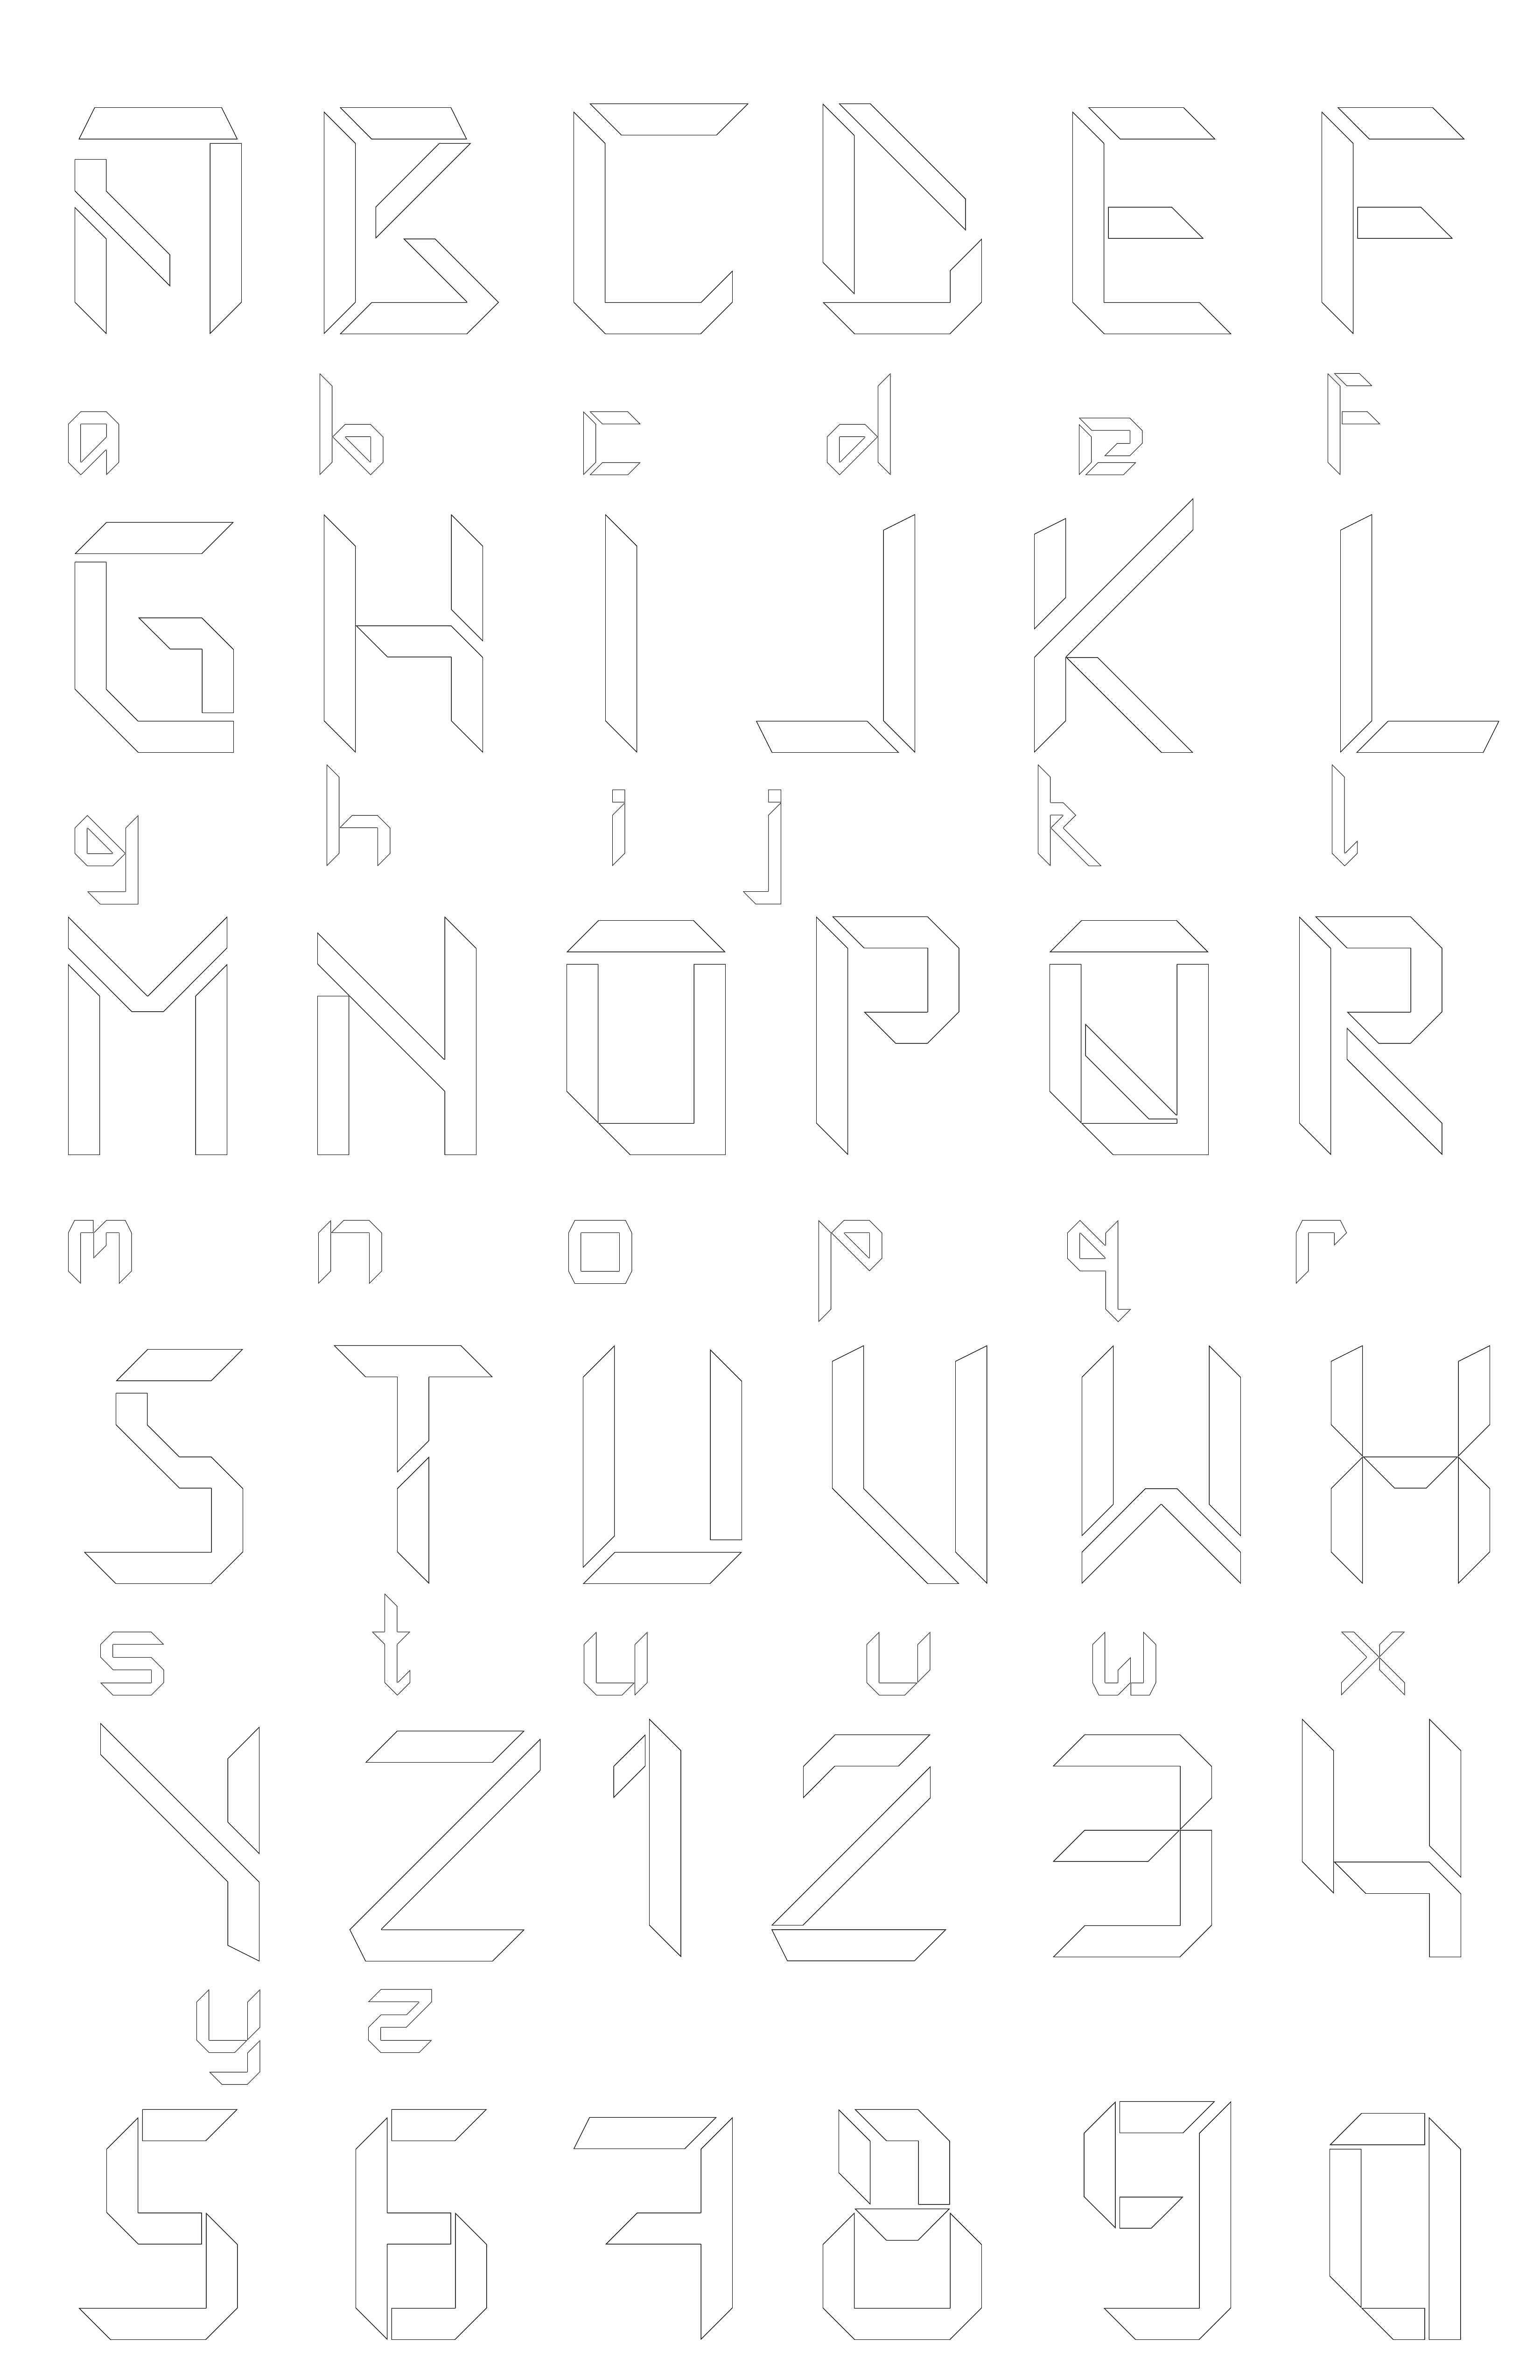 A B C D E F
a b c d e f
G H I J K L
g h i j k l
M N O P Q R
m n o p q r
S T U V W X
s t u v w x
Y Z 1 2 3 4
y z
5 6 7 8 9 0